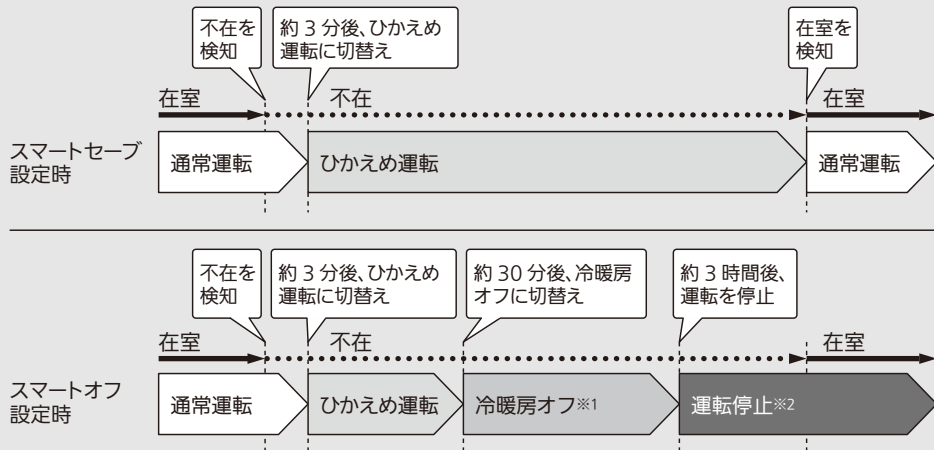 不在を
検知
約 3 分後、ひかえめ
運転に切替え
在室を
検知
在室
不在
在室
スマートセーブ
設定時
通常運転
ひかえめ運転
通常運転
不在を
検知
約 3 分後、ひかえめ
運転に切替え
約 30 分後、冷暖房
オフに切替え
約 3 時間後、
運転を停止
在室
不在
在室
スマートオフ
設定時
通常運転
ひかえめ運転
冷暖房オフ※1
運転停止※2